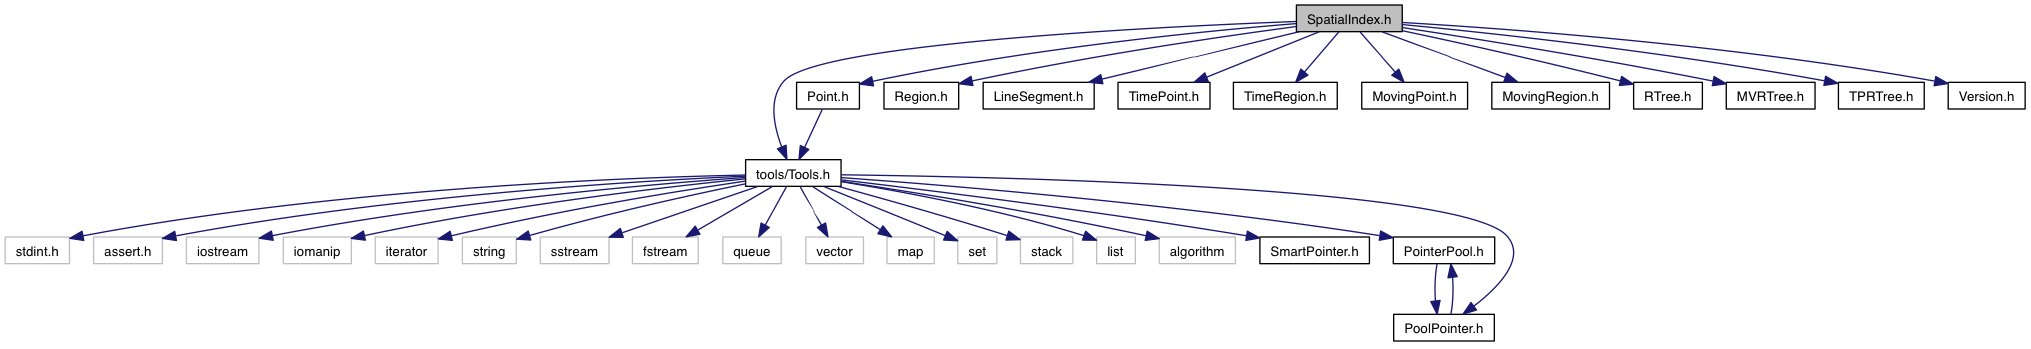 SpatialIndex.h
Point.h
Region.h
LineSegment.h
TimePoint.h
TimeRegion.h
MovingPoint.h
MovingRegion.h
RTree.h
MVRTree.h
TPRTree.h
Version.h
tools/Tools.h
stdint.h
assert.h
iostream
iomanip
iterator
string
sstream
fstream
queue
vector
map
set
stack
list
algorithm
SmartPointer.h
PointerPool.h
PoolPointer.h